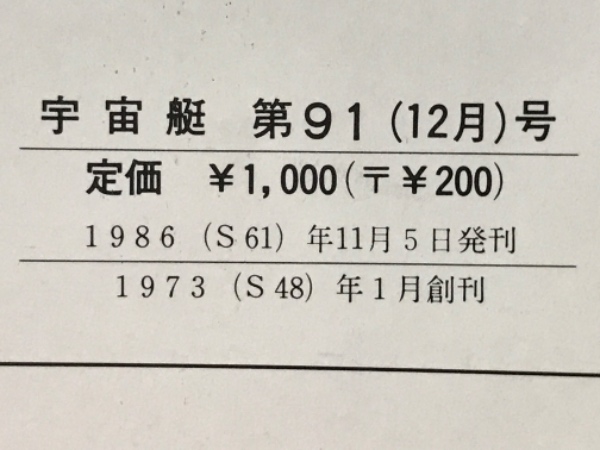 宇宙艇 第91(12月)号
定価 ¥1,000(〒¥200)
1986(S61)年11月5日発刊
1973(S48)年1月創刊